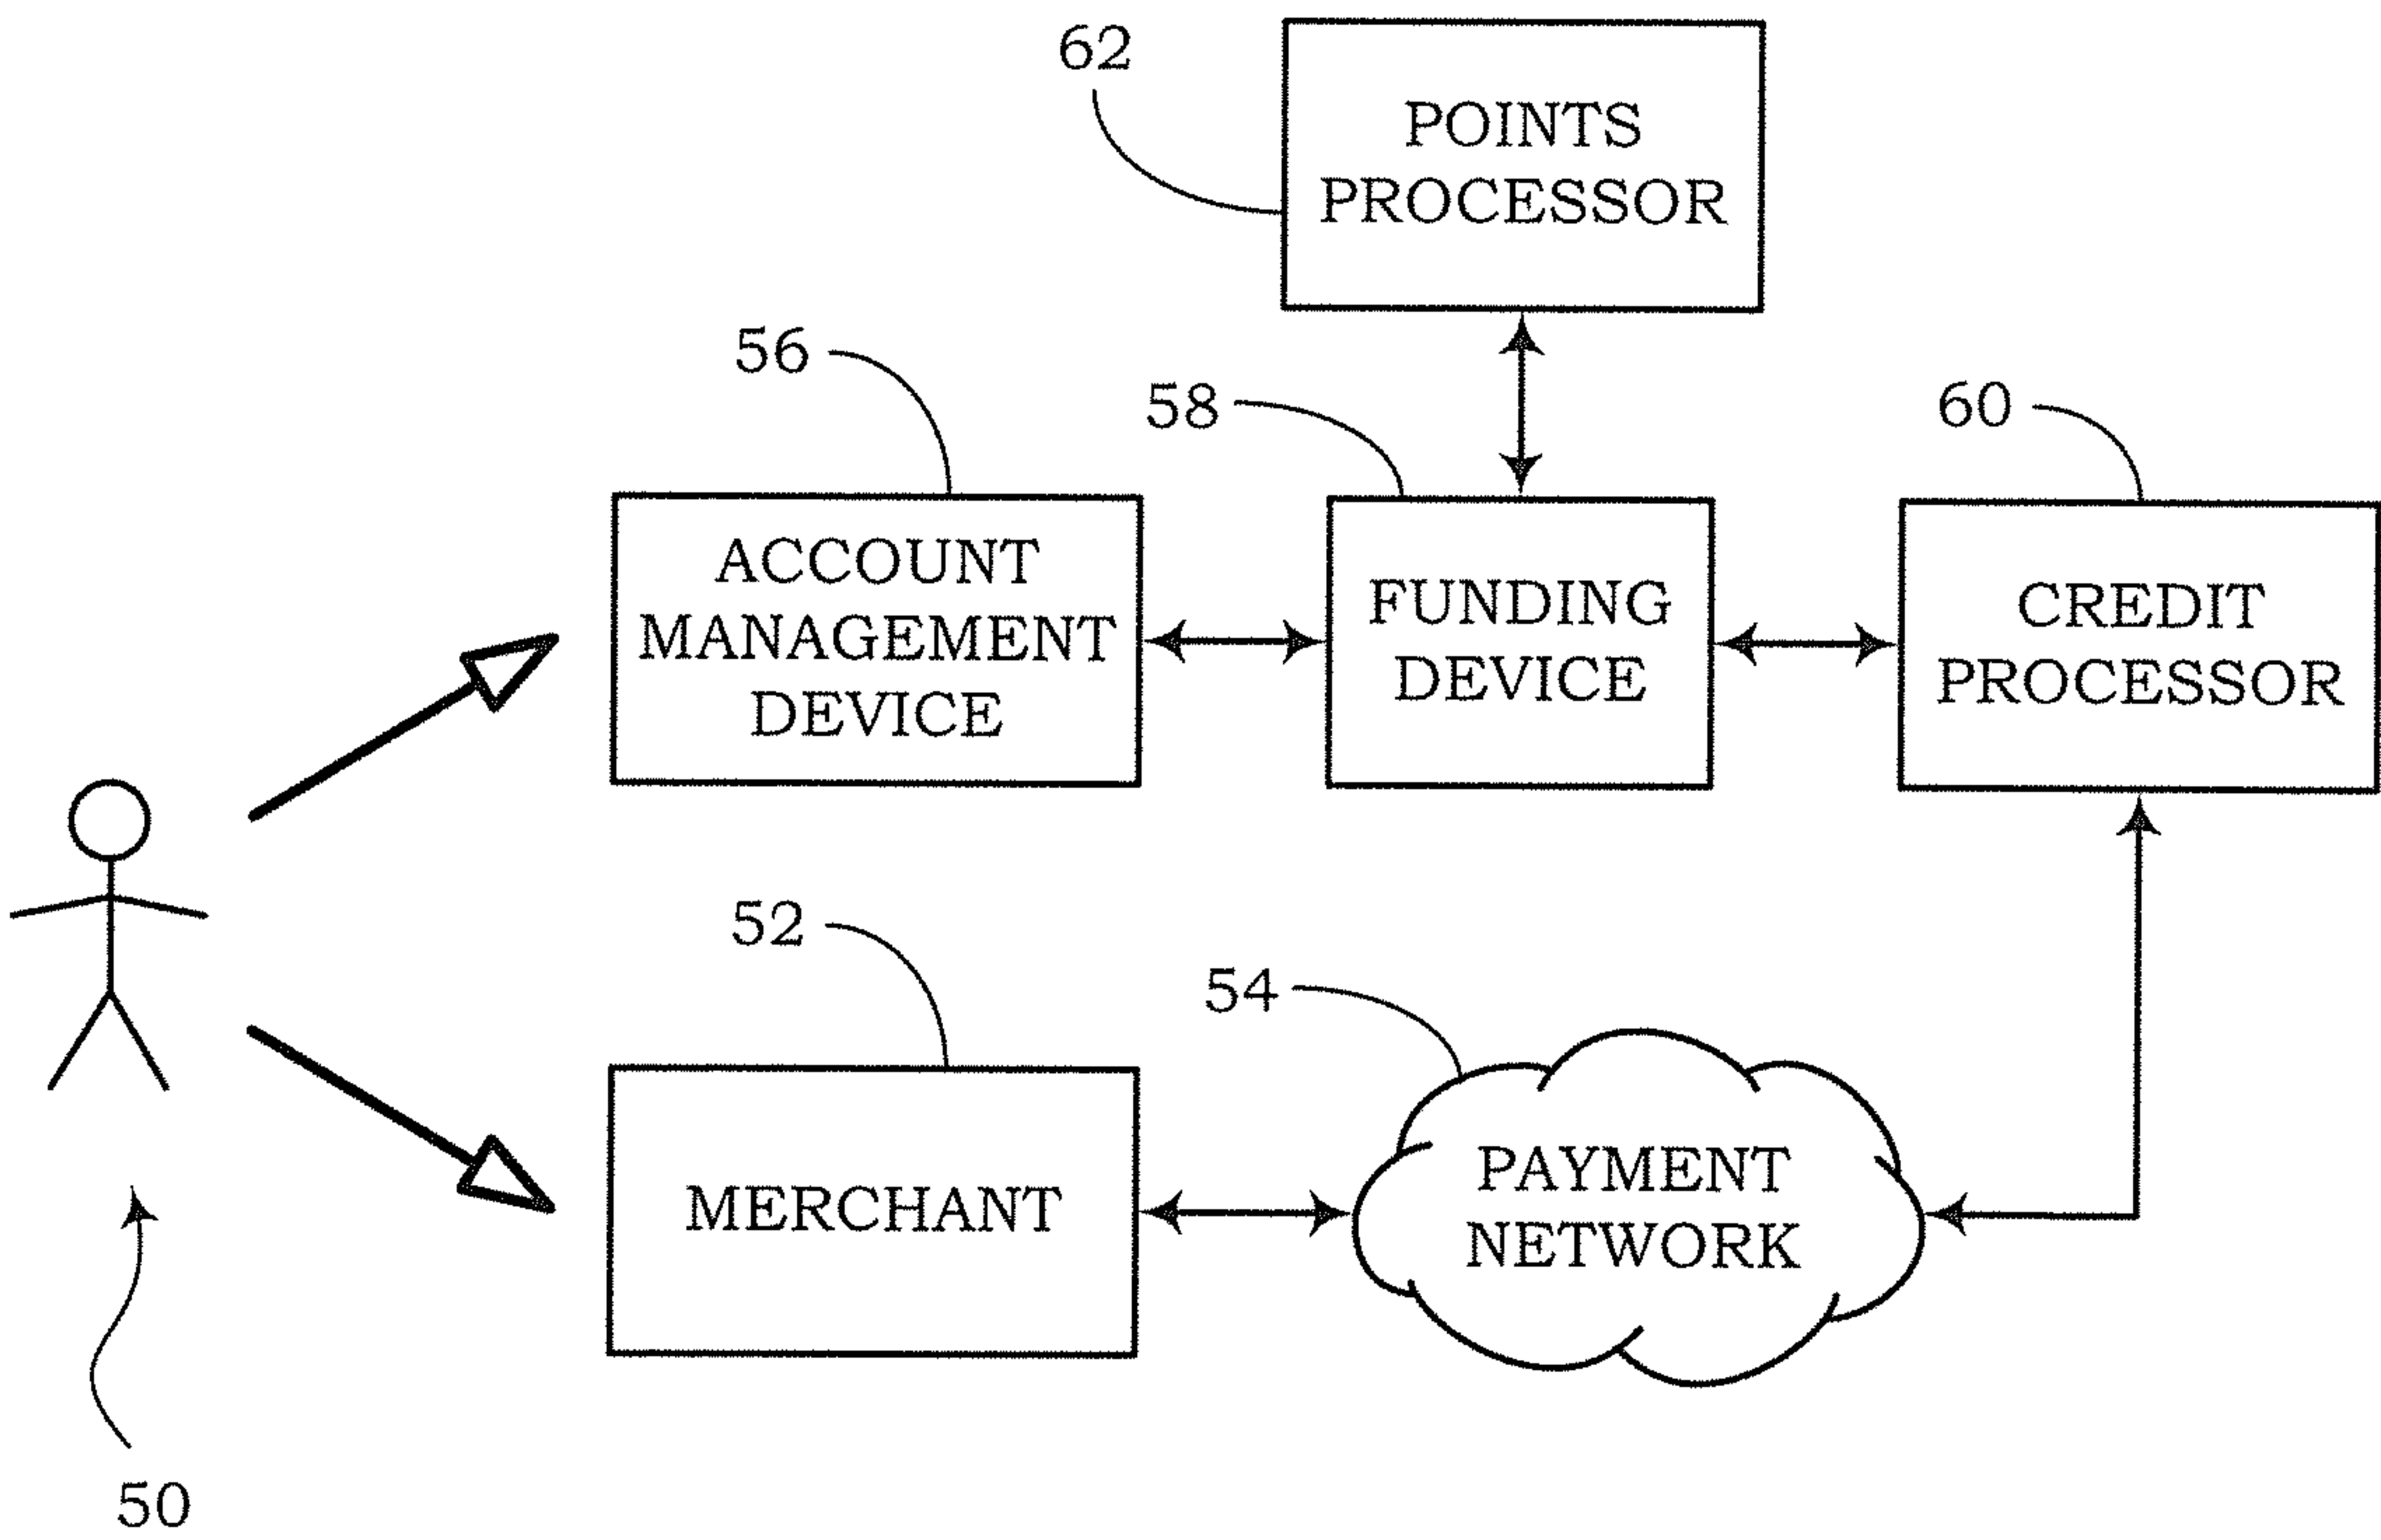 62
POINTS
PROCESSOR
56
58
60
ACCOUNT
MANAGEMENT
DEVICE
FUNDING
DEVICE
CREDIT
PROCESSOR
52
54
MERCHANT
PAYMENT
NETWORK
50